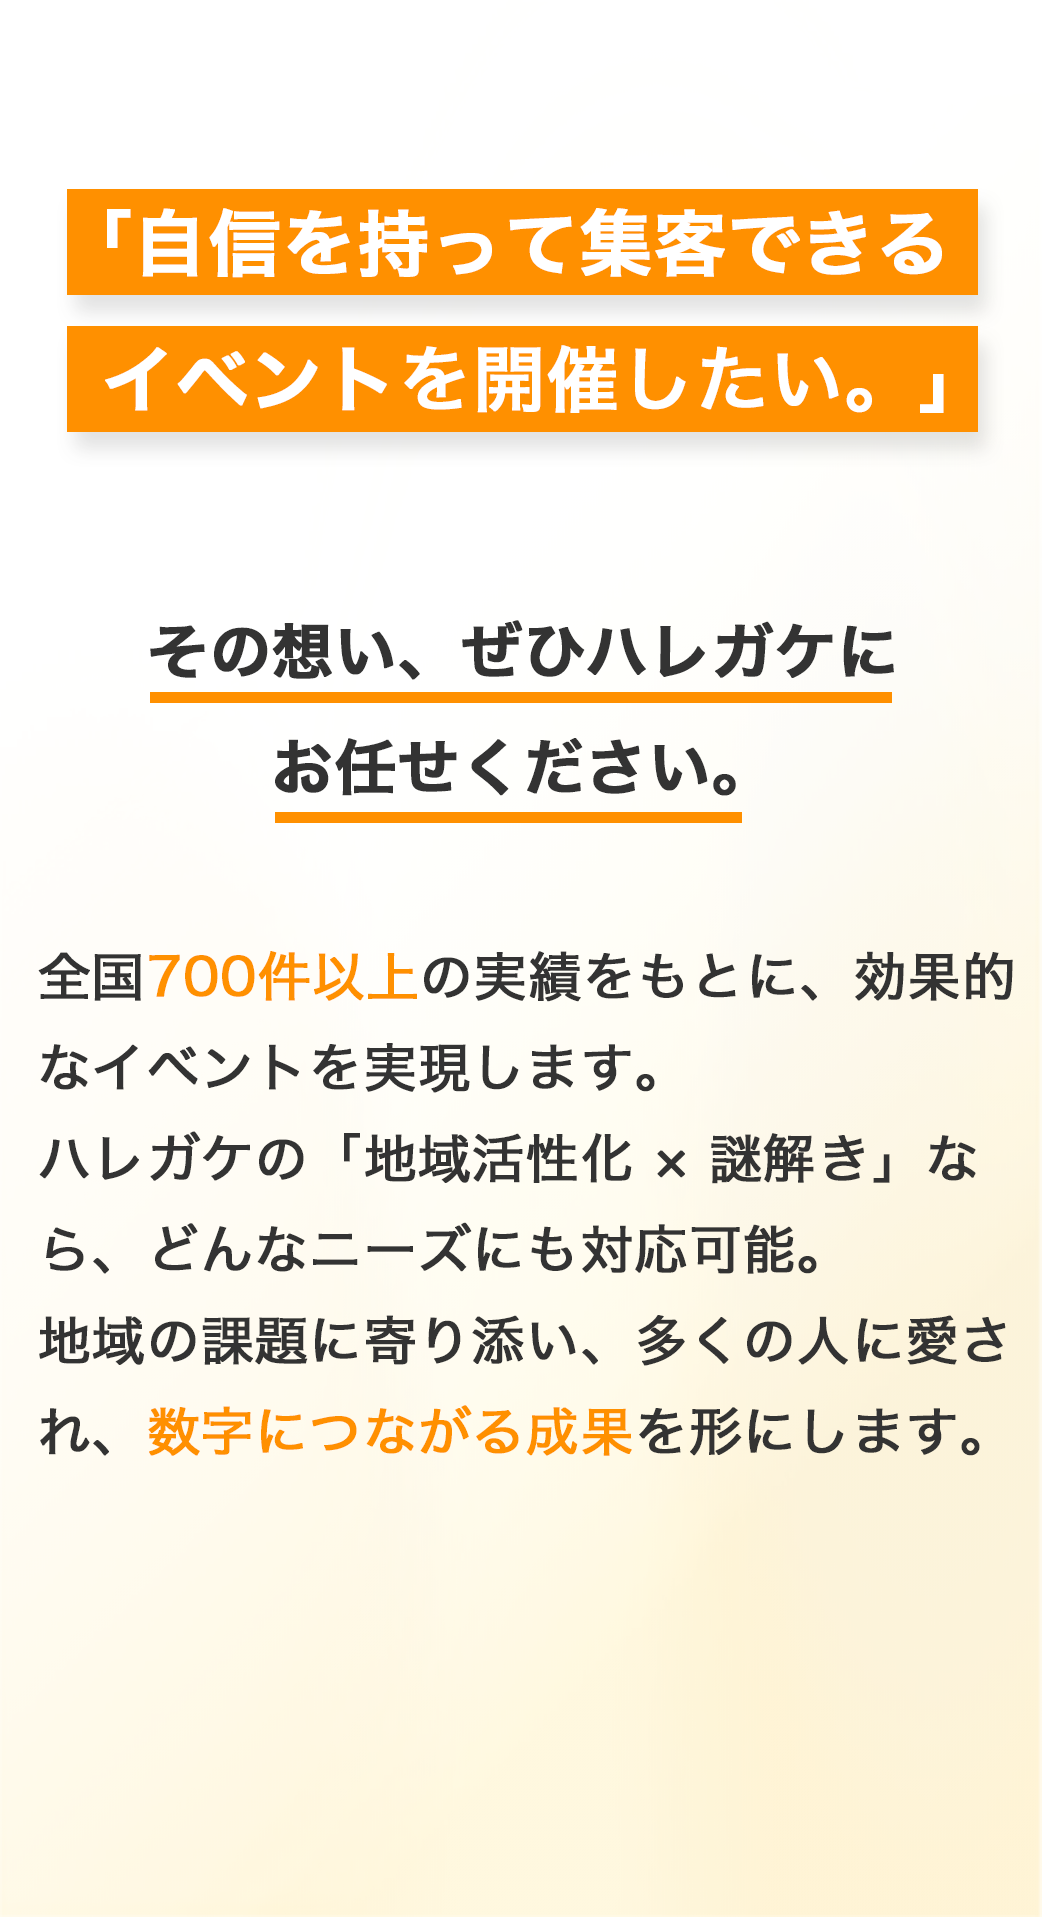 「自信を持って集客できる
イベントを開催したい。」
その想い、ぜひハレガケに
お任せください。
全国700件以上の実績をもとに、効果的
なイベントを実現します。
ハレガケの「地域活性化 × 謎解き」な
ら、どんなニーズにも対応可能。
地域の課題に寄り添い、多くの人に愛さ
れ、数字につながる成果を形にします。